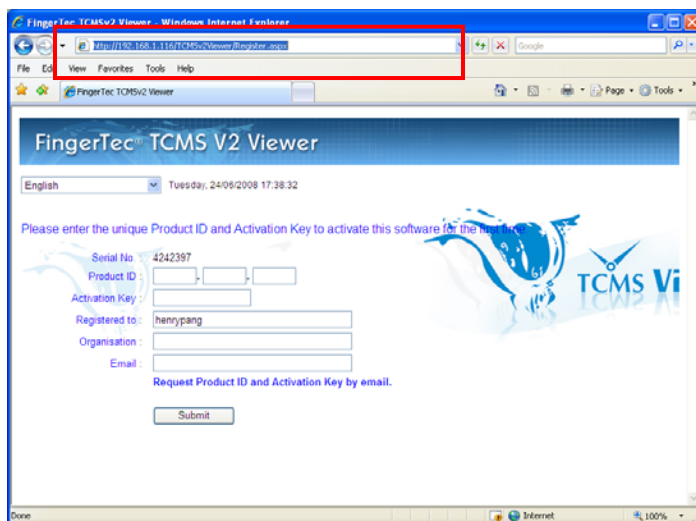 FingerTec TCMSv2 Viewer - Windows Internet Explorer
http://192.168.1.116/TCMSv2Viewer/Register.aspx
Google
File Edi View Favorites Tools Help
FingerTec TCMSv2 Viewer
Page Tools
FingerTec® TCMS V2 Viewer
English Tuesday, 24/06/2008 17:38:32
Please enter the unique Product ID and Activation Key to activate this software for the first time.
Serial No : 4242397
Product ID : - -
Activation Key :
Registered to : henrypang
Organisation :
Email :
Request Product ID and Activation Key by email.
Submit
TCMS Vi
Done Internet 100%